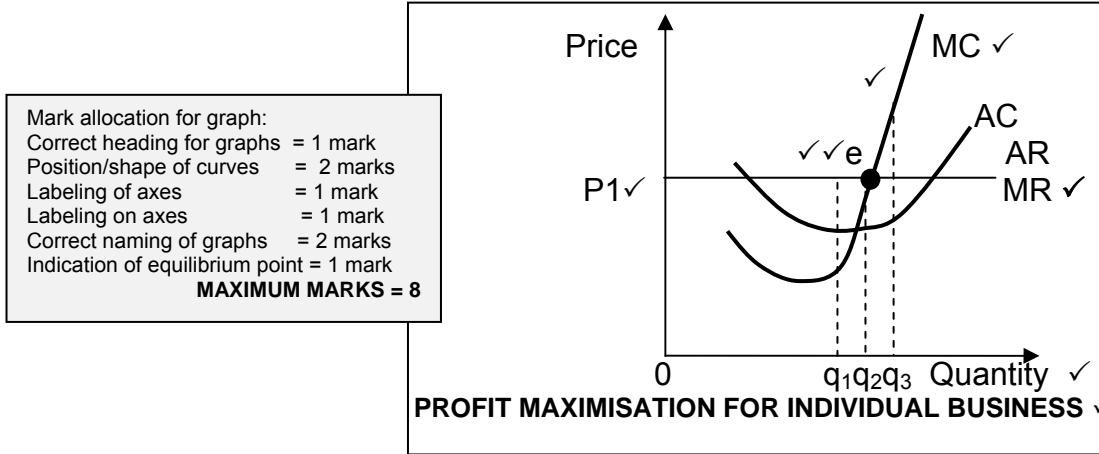 Mark allocation for graph:
Correct heading for graphs = 1 mark
Position/shape of curves = 2 marks
Labeling of axes = 1 mark
Labeling on axes = 1 mark
Correct naming of graphs = 2 marks
Indication of equilibrium point = 1 mark
MAXIMUM MARKS = 8
Price
MC ✓
✓
AC
✓✓e
AR
P1✓
MR ✓
0
q₁q₂q₃ Quantity ✓
PROFIT MAXIMISATION FOR INDIVIDUAL BUSINESS ✓